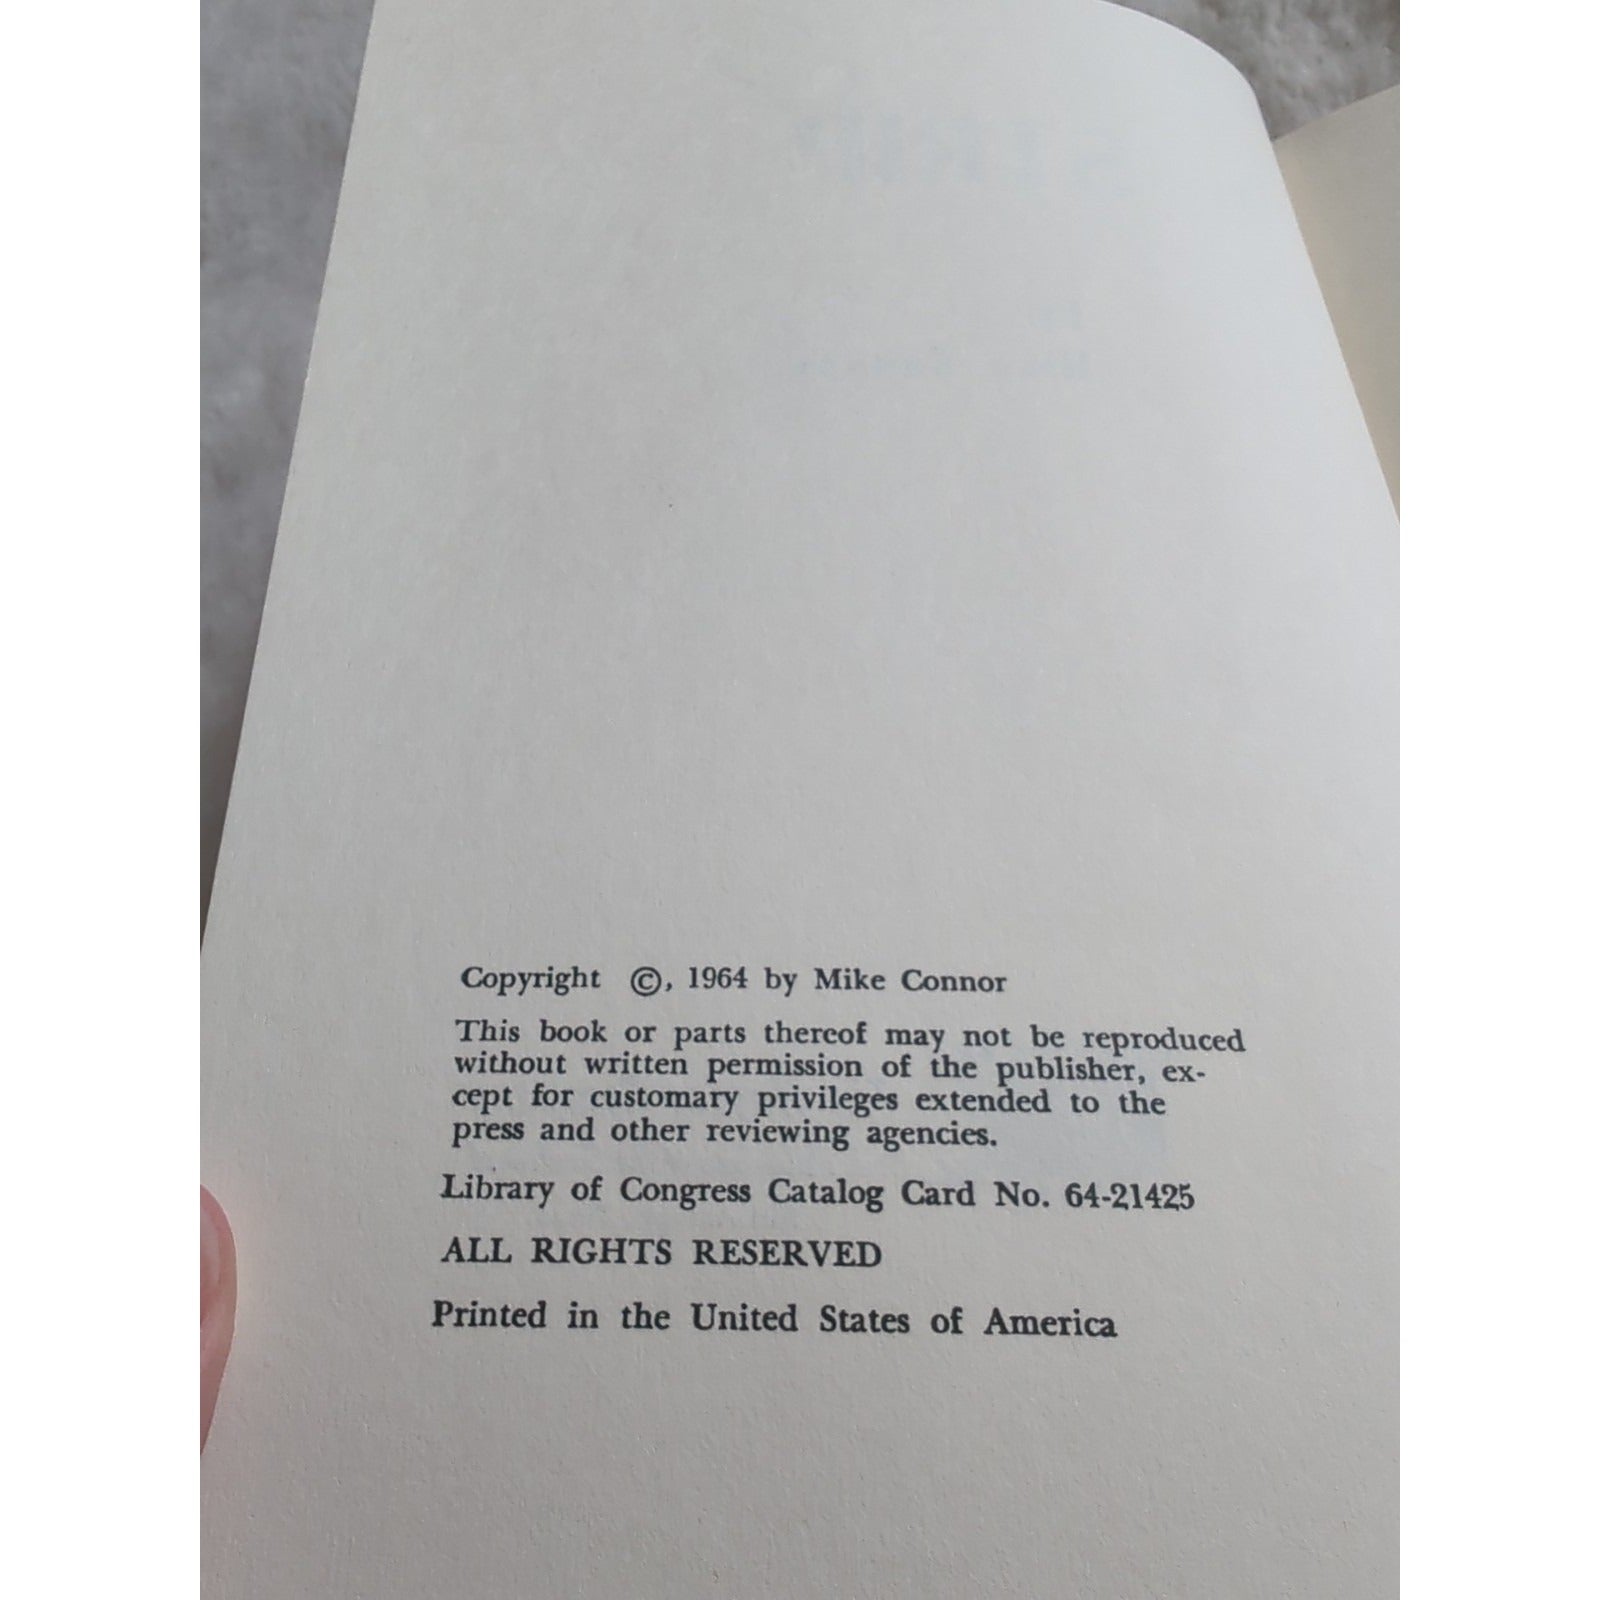 Copyright ©, 1964 by Mike Connor
This book or parts thereof may not be reproduced
without written permission of the publisher, ex-
cept for customary privileges extended to the
press and other reviewing agencies.
Library of Congress Catalog Card No. 64-21425
ALL RIGHTS RESERVED
Printed in the United States of America